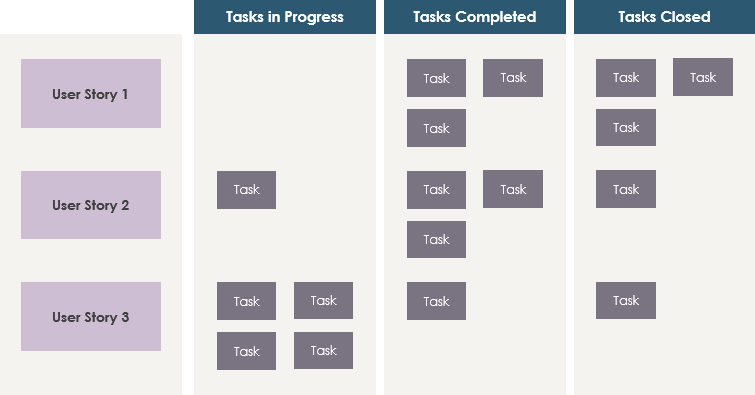 Tasks in Progress Tasks Completed Tasks Closed
User Story 1 Task Task Task Task
Task Task
User Story 2 Task Task Task Task
Task
User Story 3 Task Task Task Task
Task Task